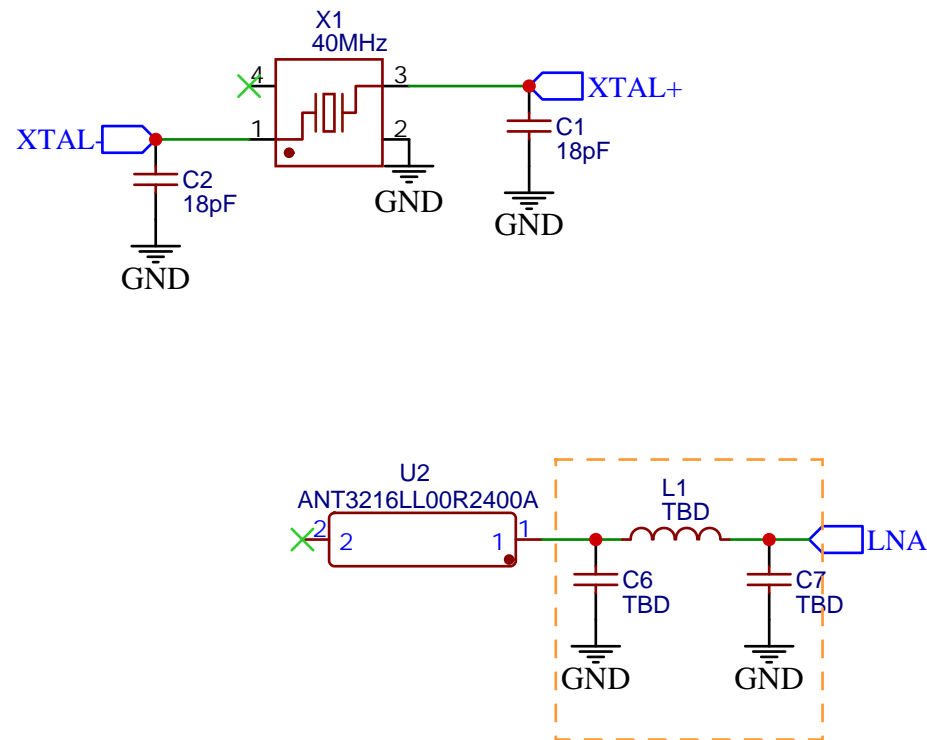 X1
40MHz
4
3
XTAL+
1
2
XTAL-
C1
18pF
C2
18pF
GND
GND
GND
U2
ANT3216LL00R2400A
L1
TBD
2
2
1
1
LNA
C6
TBD
C7
TBD
GND
GND